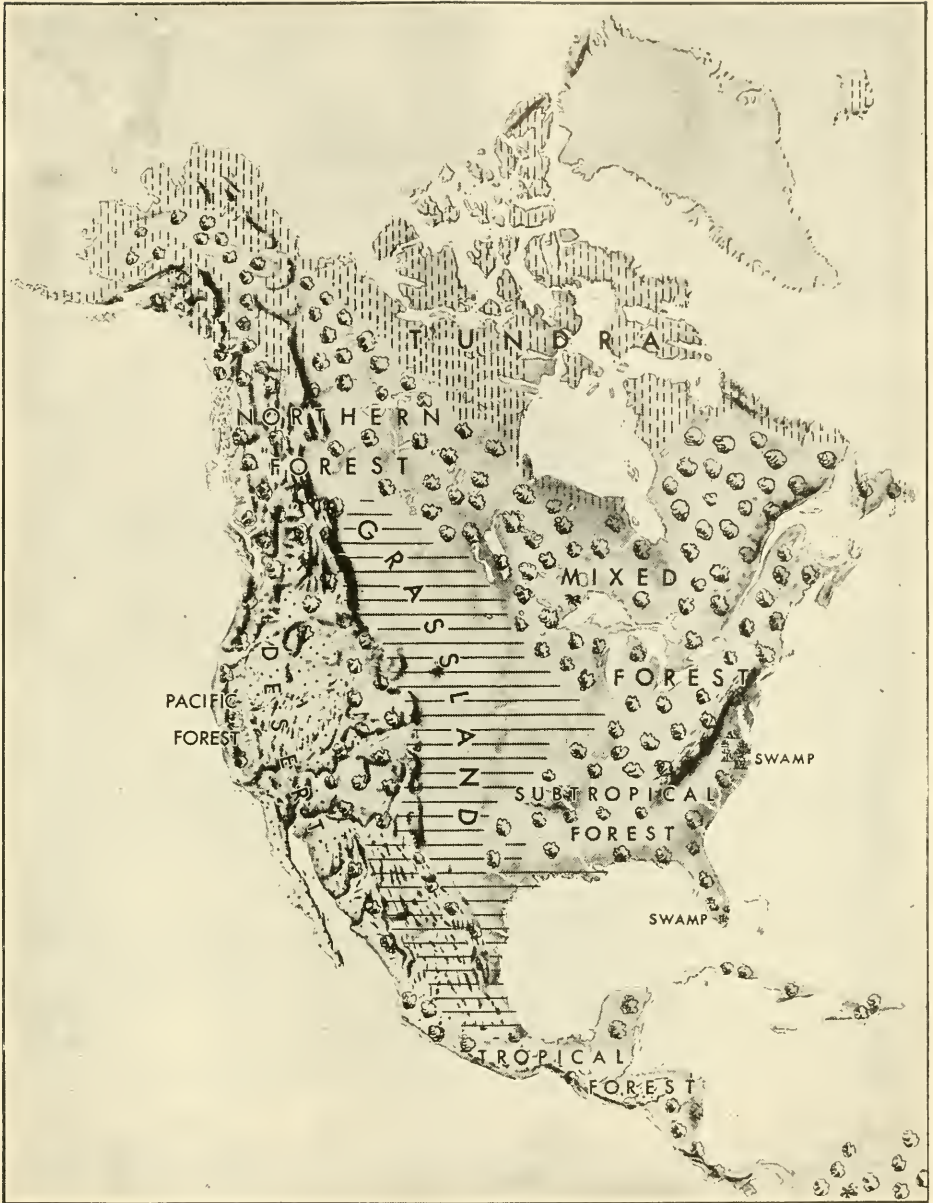 TUNDRA
NORTHERN
FOREST
GRASSLAND
MIXED
FOREST
DESERT
PACIFIC
FOREST
SWAMP
SUBTROPICAL
FOREST
SWAMP
TROPICAL
FOREST